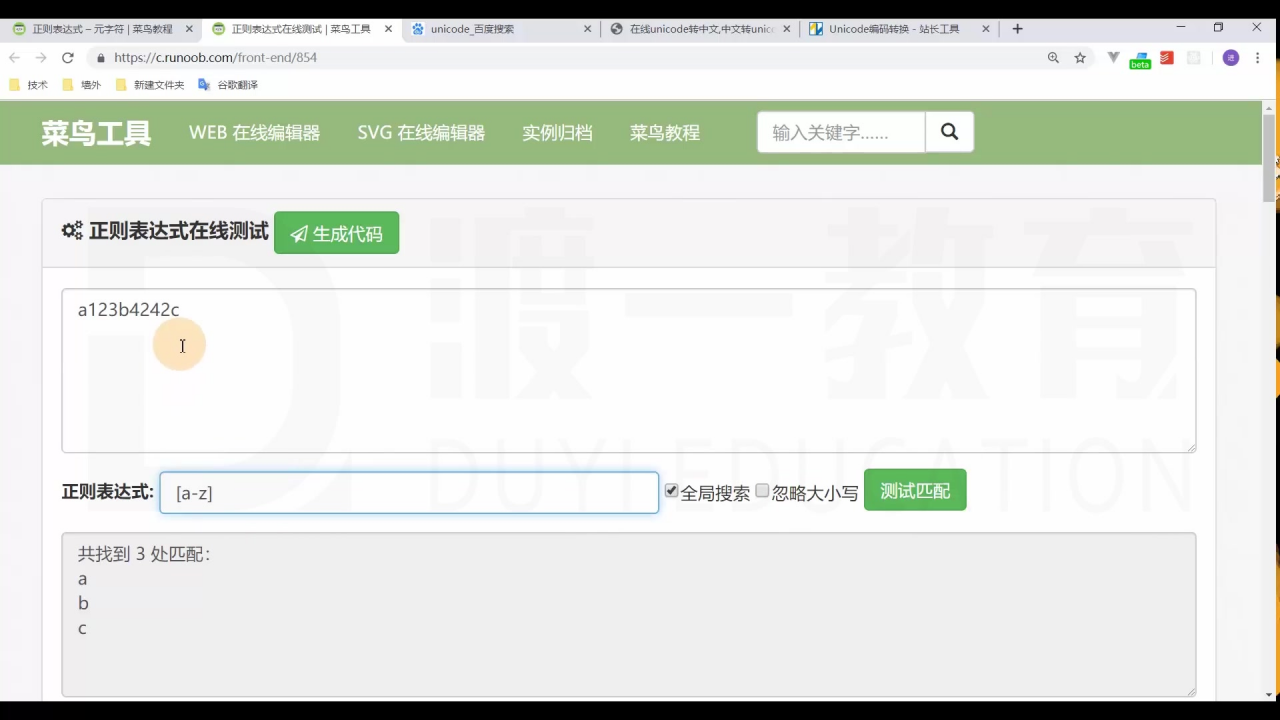 正则表达式 – 元字符 | 菜鸟教程
正则表达式在线测试 | 菜鸟工具
unicode_百度搜索
在线unicode转中文,中文转unic
Unicode编码转换 - 站长工具
https://c.runoob.com/front-end/854
beta
进
技术
墙外
新建文件夹
谷歌翻译
菜鸟工具
WEB 在线编辑器
SVG 在线编辑器
实例归档
菜鸟教程
输入关键字......
正则表达式在线测试
生成代码
a123b4242c
渡一教育
DUYI EDUCATION
正则表达式:
[a-z]
全局搜索
忽略大小写
测试匹配
共找到 3 处匹配：
a
b
c